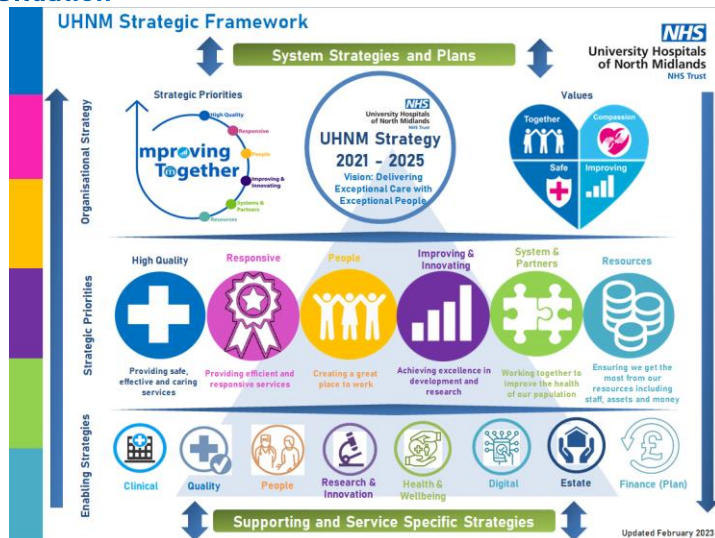 UHNM Strategic Framework
System Strategies and Plans
NHS
University Hospitals
of North Midlands
NHS Trust
Organisational Strategy
Strategic Priorities
High Quality
Responsive
People
Improving &
Innovating
Systems &
Partners
Resources
mproving
Together
NHS
University Hospitals
of North Midlands
NHS Trust
UHNM Strategy
2021 - 2025
Vision: Delivering
Exceptional Care with
Exceptional People
Values
Together
Compassion
Safe
Improving
Strategic Priorities
High Quality
Providing safe,
effective and caring
services
Responsive
Providing efficient and
responsive services
People
Creating a great
place to work
Improving &
Innovating
Achieving excellence in
development and
research
System &
Partners
Working together to
improve the health
of our population
Resources
Ensuring we get the
most from our
resources including
staff, assets and money
Enabling Strategies
Clinical
Quality
People
Research &
Innovation
Health &
Wellbeing
Digital
Estate
Finance (Plan)
Supporting and Service Specific Strategies
Updated February 2023